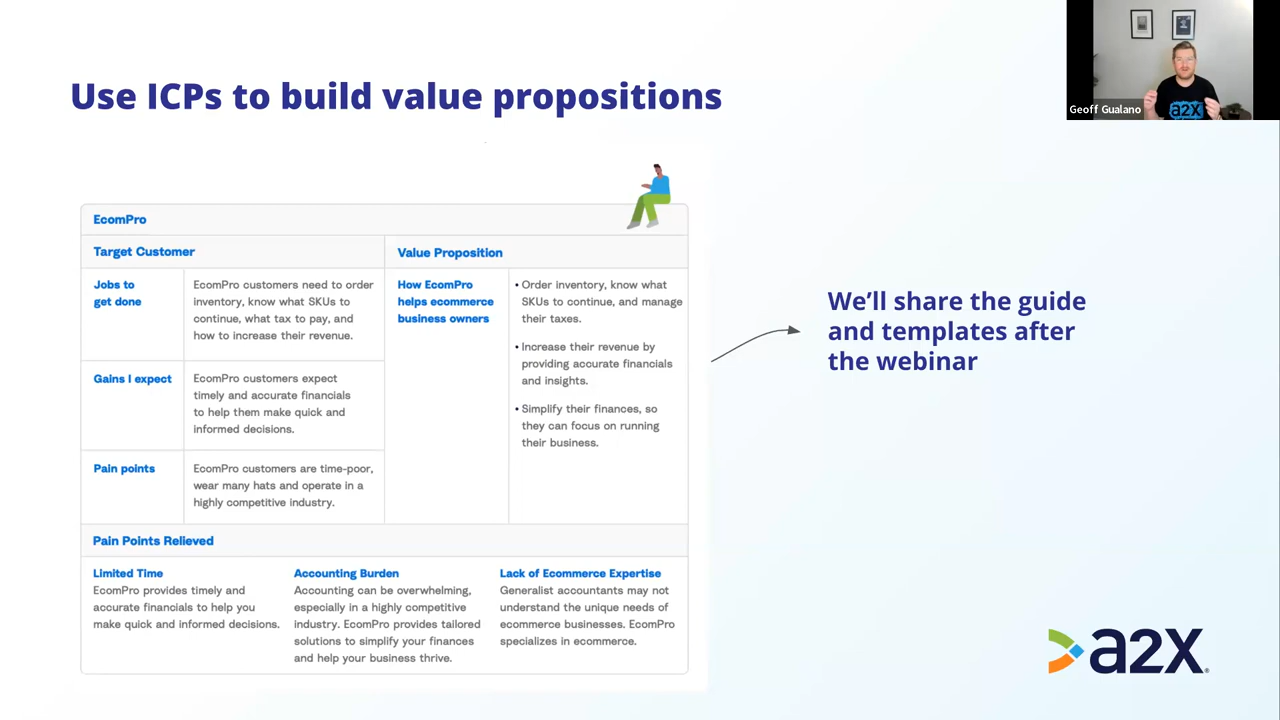 Use ICPs to build value propositions
Geoff Gualano
a2X
EcomPro
Target Customer
Value Proposition
Jobs to
get done
EcomPro customers need to order
inventory, know what SKUs to
continue, what tax to pay, and
how to increase their revenue.
Gains I expect
EcomPro customers expect
timely and accurate financials
to help them make quick and
informed decisions.
Pain points
EcomPro customers are time-poor,
wear many hats and operate in a
highly competitive industry.
How EcomPro
helps ecommerce
business owners
• Order inventory, know what
SKUs to continue, and manage
their taxes.
• Increase their revenue by
providing accurate financials
and insights.
• Simplify their finances, so
they can focus on running
their business.
Pain Points Relieved
Limited Time
EcomPro provides timely and
accurate financials to help you
make quick and informed decisions.
Accounting Burden
Accounting can be overwhelming,
especially in a highly competitive
industry. EcomPro provides tailored
solutions to simplify your finances
and help your business thrive.
Lack of Ecommerce Expertise
Generalist accountants may not
understand the unique needs of
ecommerce businesses. EcomPro
specializes in ecommerce.
We’ll share the guide
and templates after
the webinar
a2X®